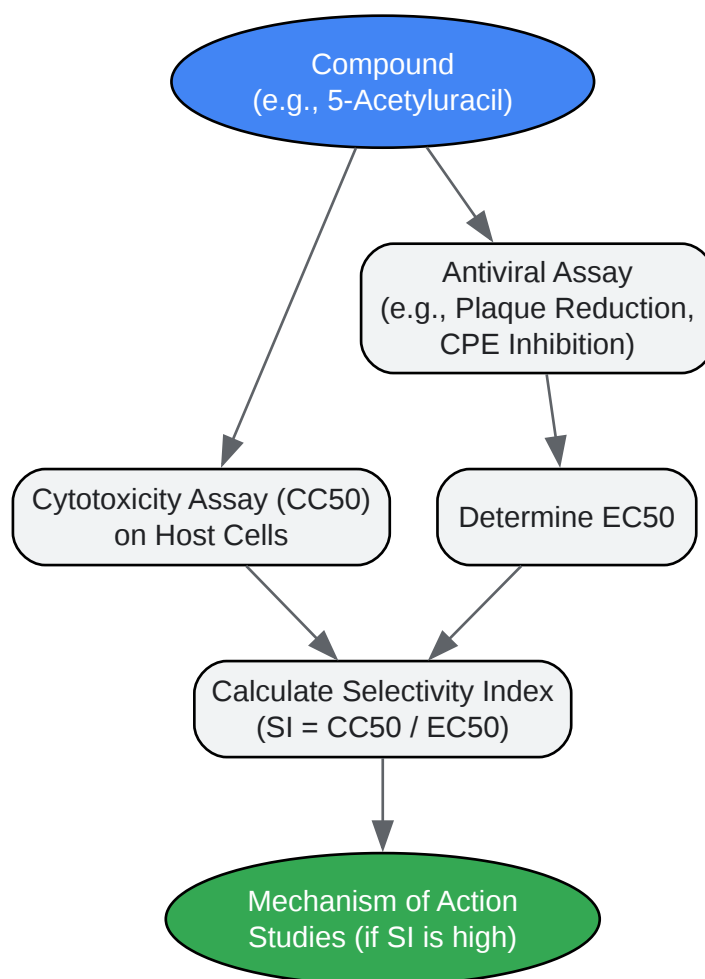 Compound
(e.g., 5-Acetyluracil)
Antiviral Assay
(e.g., Plaque Reduction,
CPE Inhibition)
Cytotoxicity Assay (CC50)
on Host Cells
Determine EC50
Calculate Selectivity Index
(SI = CC50 / EC50)
Mechanism of Action
Studies (if SI is high)